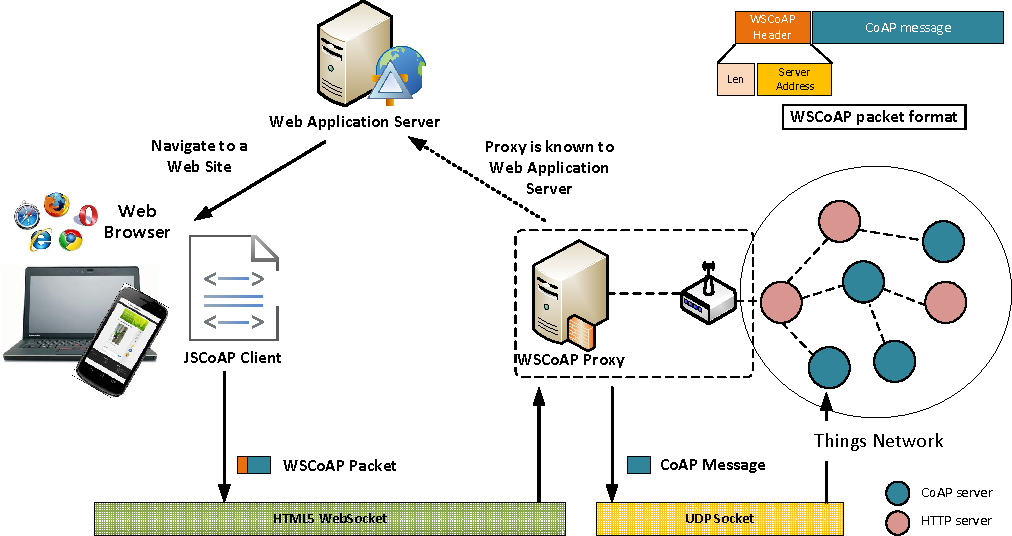 WSCoAP
Header
CoAP message
Len
Server
Address
WSCoAP packet format
Web Application Server
Navigate to a
Web Site
Proxy is known to
Web Application
Server
Web
Browser
JSCoAP Client
WSCoAP Proxy
Things Network
WSCoAP Packet
CoAP Message
HTML5 WebSocket
UDP Socket
CoAP server
HTTP server